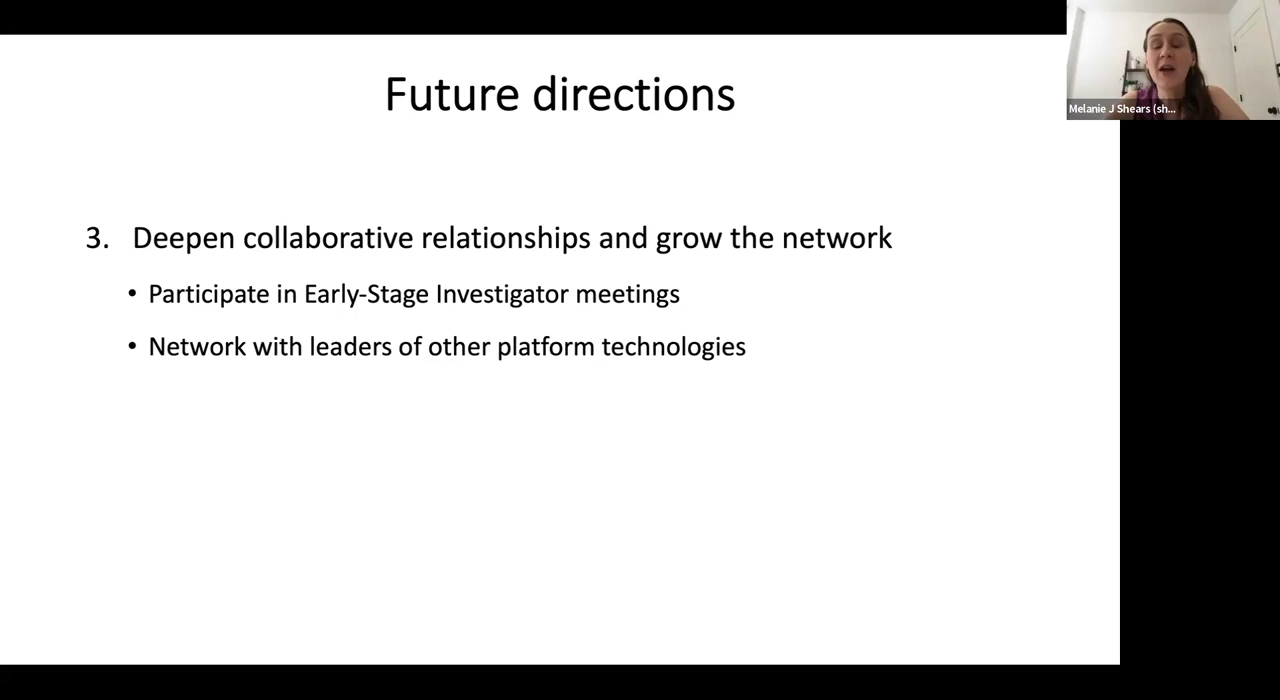 Future directions
Melanie J Shears (sh...
3. Deepen collaborative relationships and grow the network
• Participate in Early-Stage Investigator meetings
• Network with leaders of other platform technologies